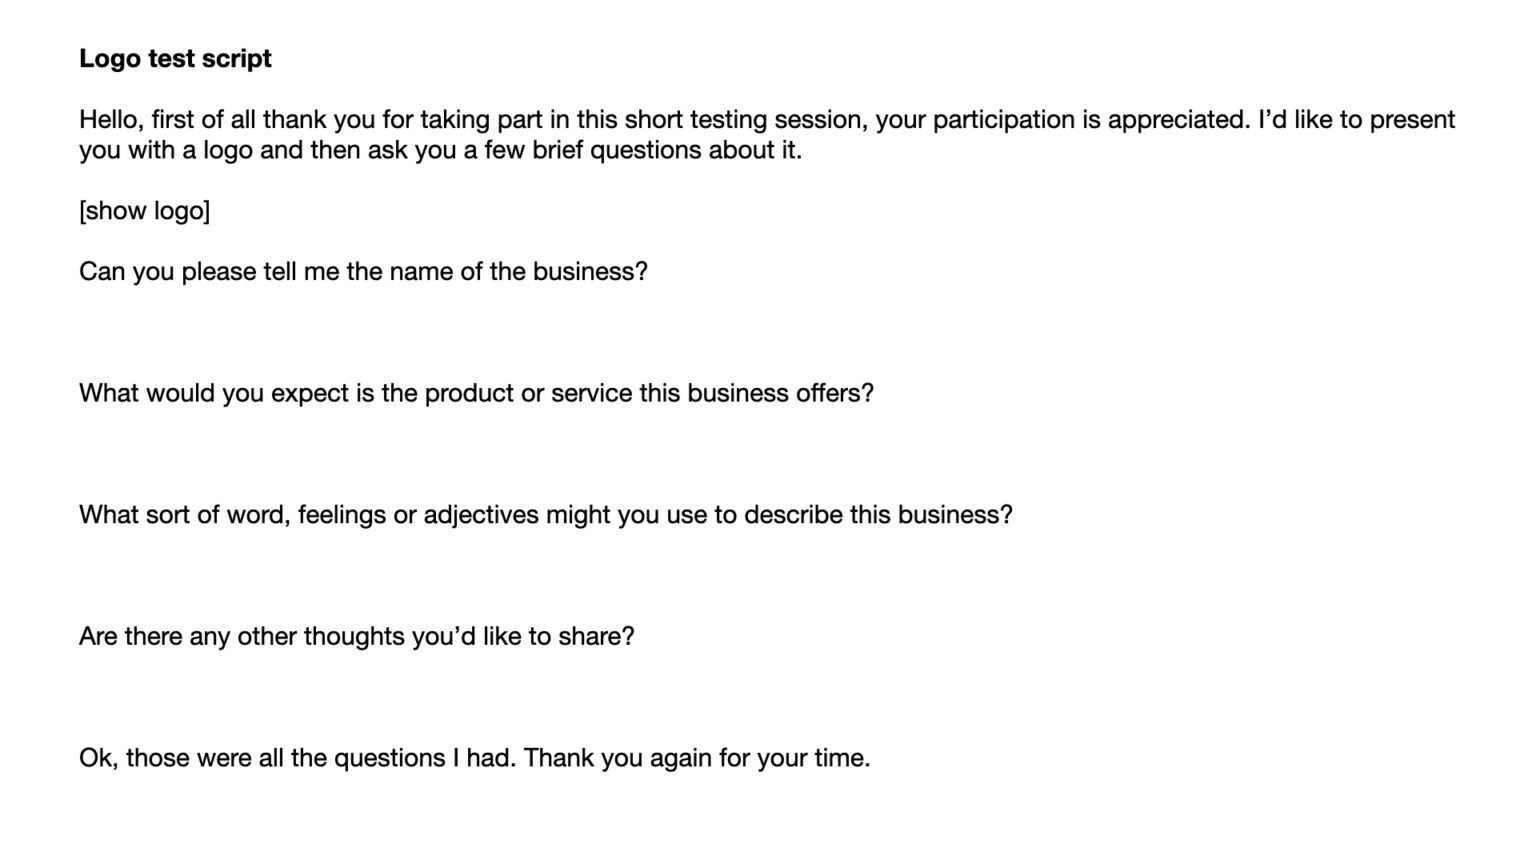 Logo test script
Hello, first of all thank you for taking part in this short testing session, your participation is appreciated. I’d like to present
you with a logo and then ask you a few brief questions about it.
[show logo]
Can you please tell me the name of the business?
What would you expect is the product or service this business offers?
What sort of word, feelings or adjectives might you use to describe this business?
Are there any other thoughts you’d like to share?
Ok, those were all the questions I had. Thank you again for your time.